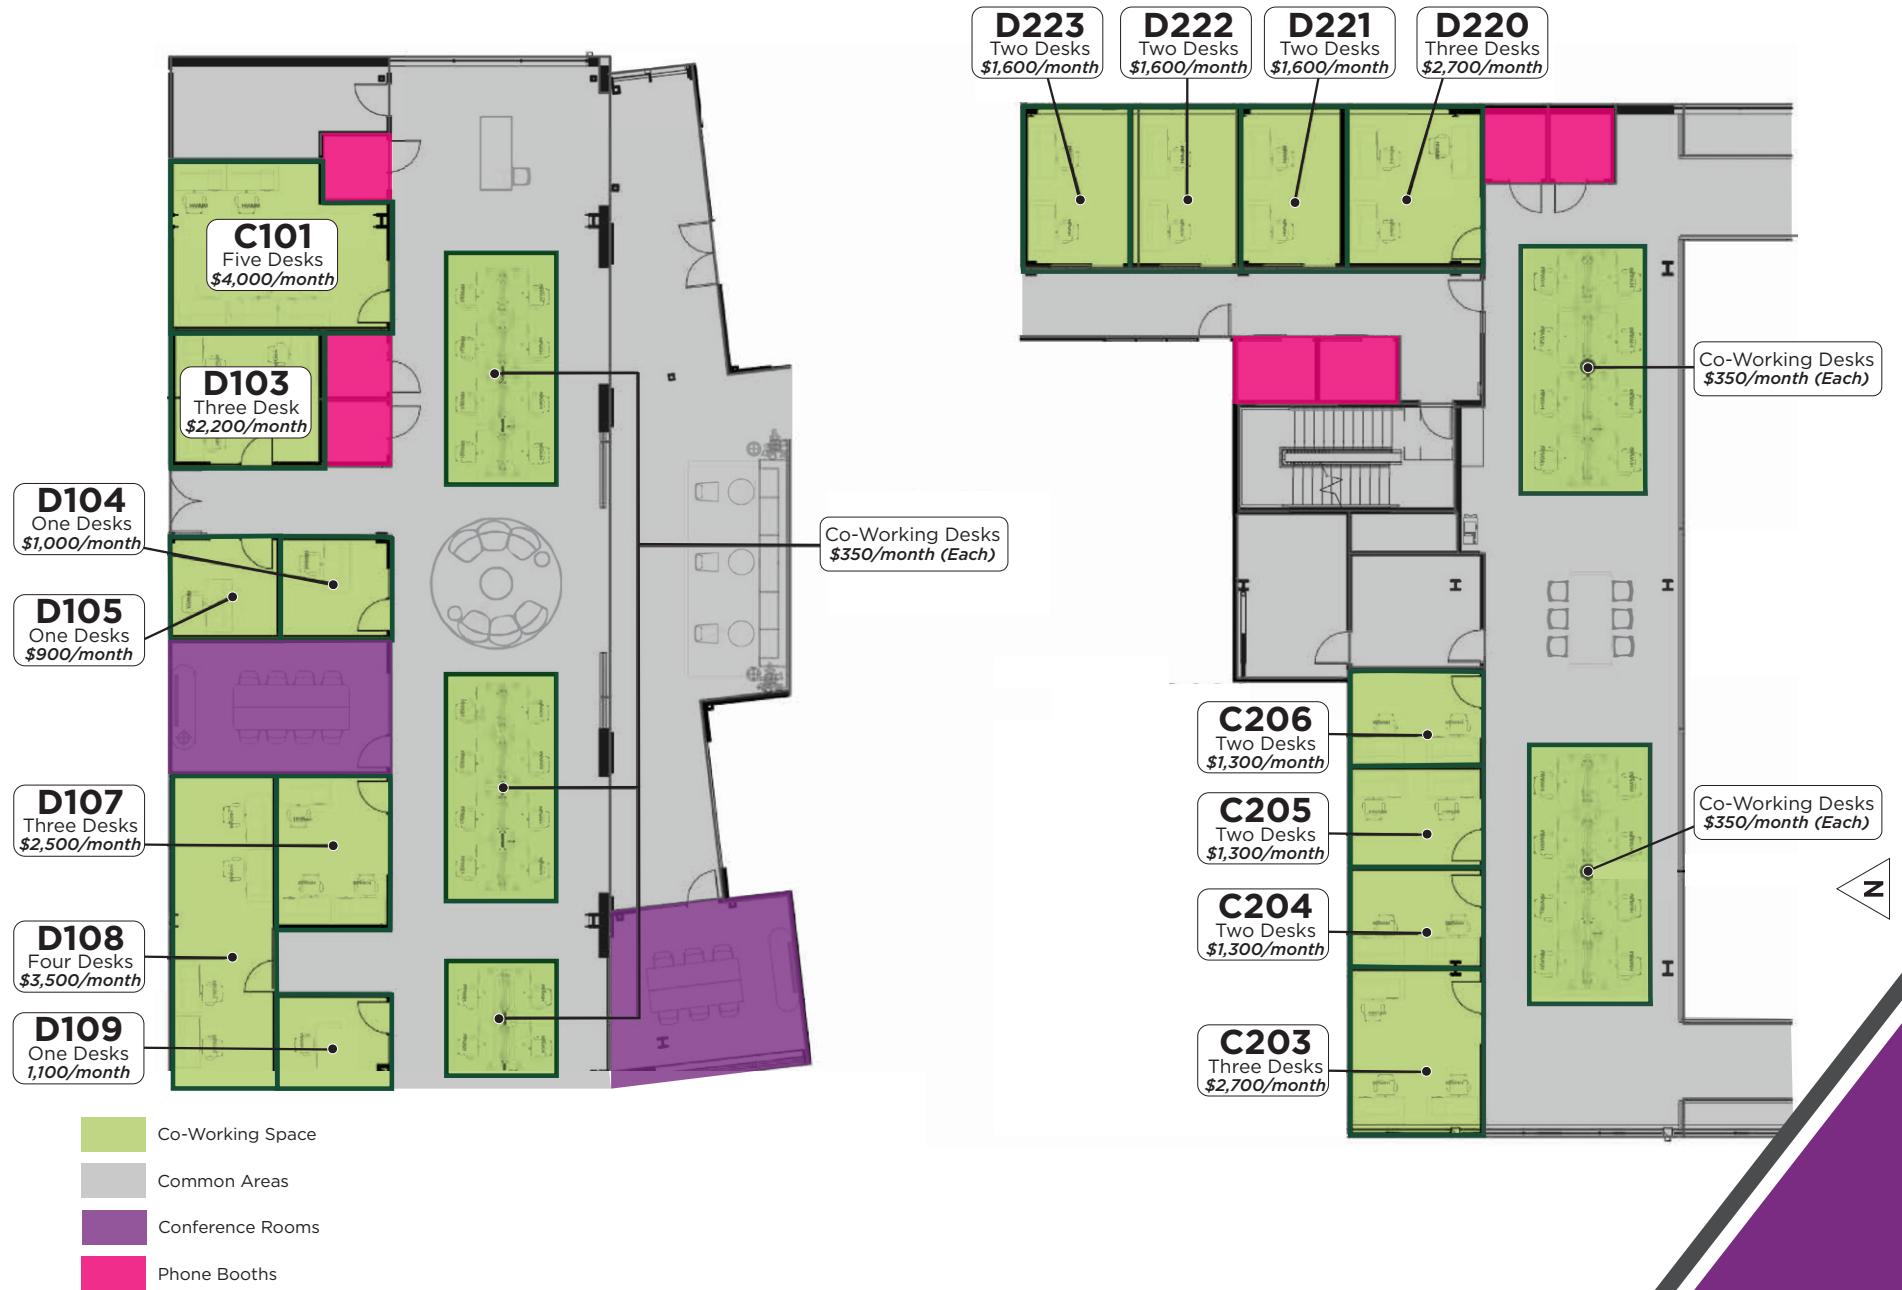 D223
Two Desks
$1,600/month
D222
Two Desks
$1,600/month
D221
Two Desks
$1,600/month
D220
Three Desks
$2,700/month
C101
Five Desks
$4,000/month
D103
Three Desk
$2,200/month
D104
One Desks
$1,000/month
D105
One Desks
$900/month
D107
Three Desks
$2,500/month
D108
Four Desks
$3,500/month
D109
One Desks
1,100/month
Co-Working Desks
$350/month (Each)
Co-Working Desks
$350/month (Each)
C206
Two Desks
$1,300/month
C205
Two Desks
$1,300/month
C204
Two Desks
$1,300/month
C203
Three Desks
$2,700/month
Co-Working Desks
$350/month (Each)
N
Co-Working Space
Common Areas
Conference Rooms
Phone Booths